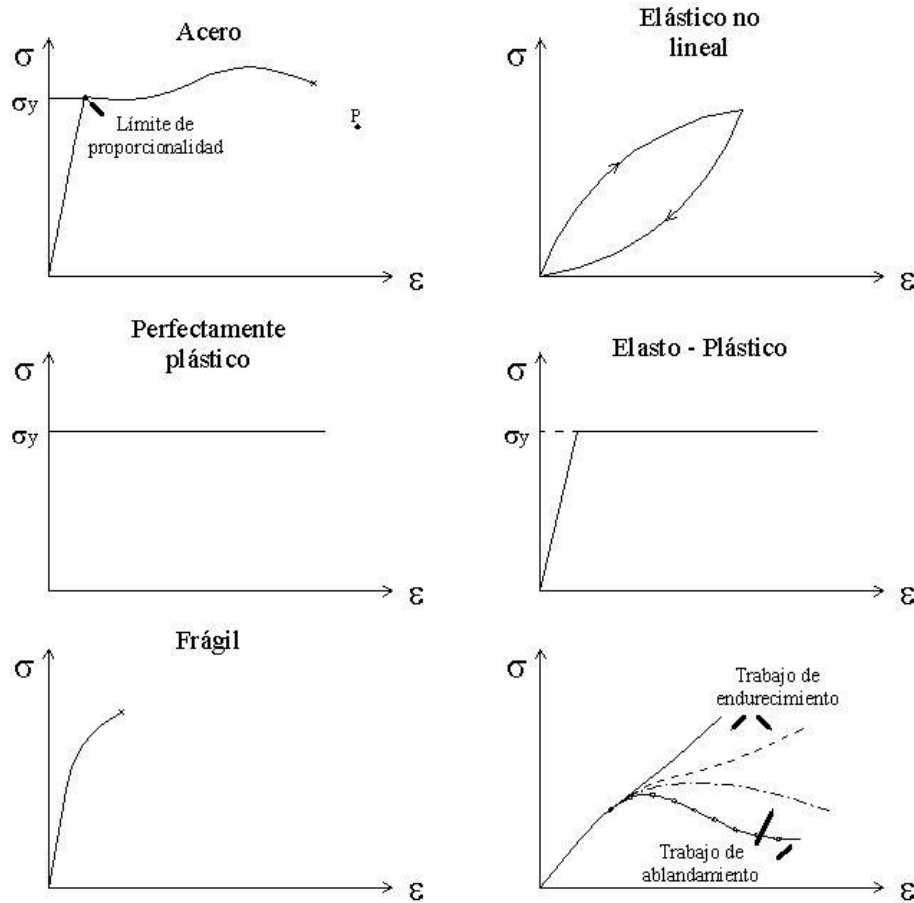 Acero
σ
σy
Límite de
proporcionalidad
P
ε
Elástico no
lineal
σ
ε
Perfectamente
plástico
σ
σy
ε
Elasto - Plástico
σ
σy
ε
Frágil
σ
ε
σ
Trabajo de
endurecimiento
Trabajo de
ablandamiento
ε